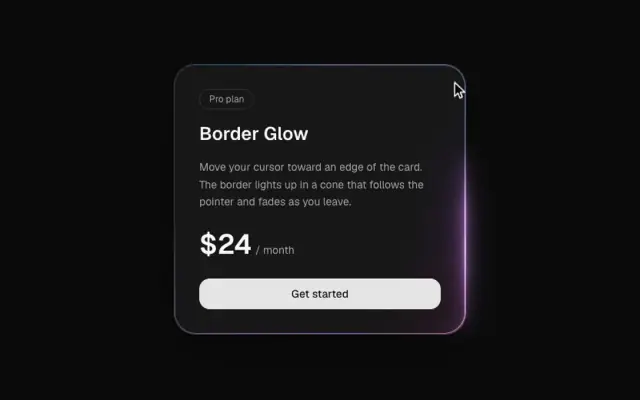 Pro plan
Border Glow
Move your cursor toward an edge of the card.
The border lights up in a cone that follows the
pointer and fades as you leave.
$24 / month
Get started